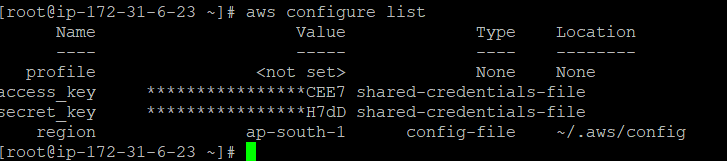 [root@ip-172-31-6-23 ~]# aws configure list
Name Value Type Location
---- ----- ---- --------
profile <not set> None None
access_key ****************CEE7 shared-credentials-file
secret_key ****************H7dD shared-credentials-file
region ap-south-1 config-file ~/.aws/config
[root@ip-172-31-6-23 ~]#